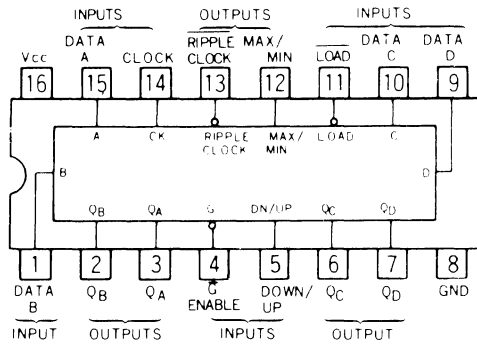 INPUTS OUTPUTS INPUTS
DATA RIPPLE MAX/ DATA DATA
Vcc A CLOCK CLOCK MIN LOAD C D
16 15 14 13 12 11 10 9
A CK RIPPLE MAX/ LOAD C
CLOCK MIN
B D
QB QA G DN/UP QC QD
1 2 3 4 5 6 7 8
DATA QB QA G DOWN/ QC QD GND
B ENABLE UP
INPUT OUTPUTS INPUTS OUTPUT